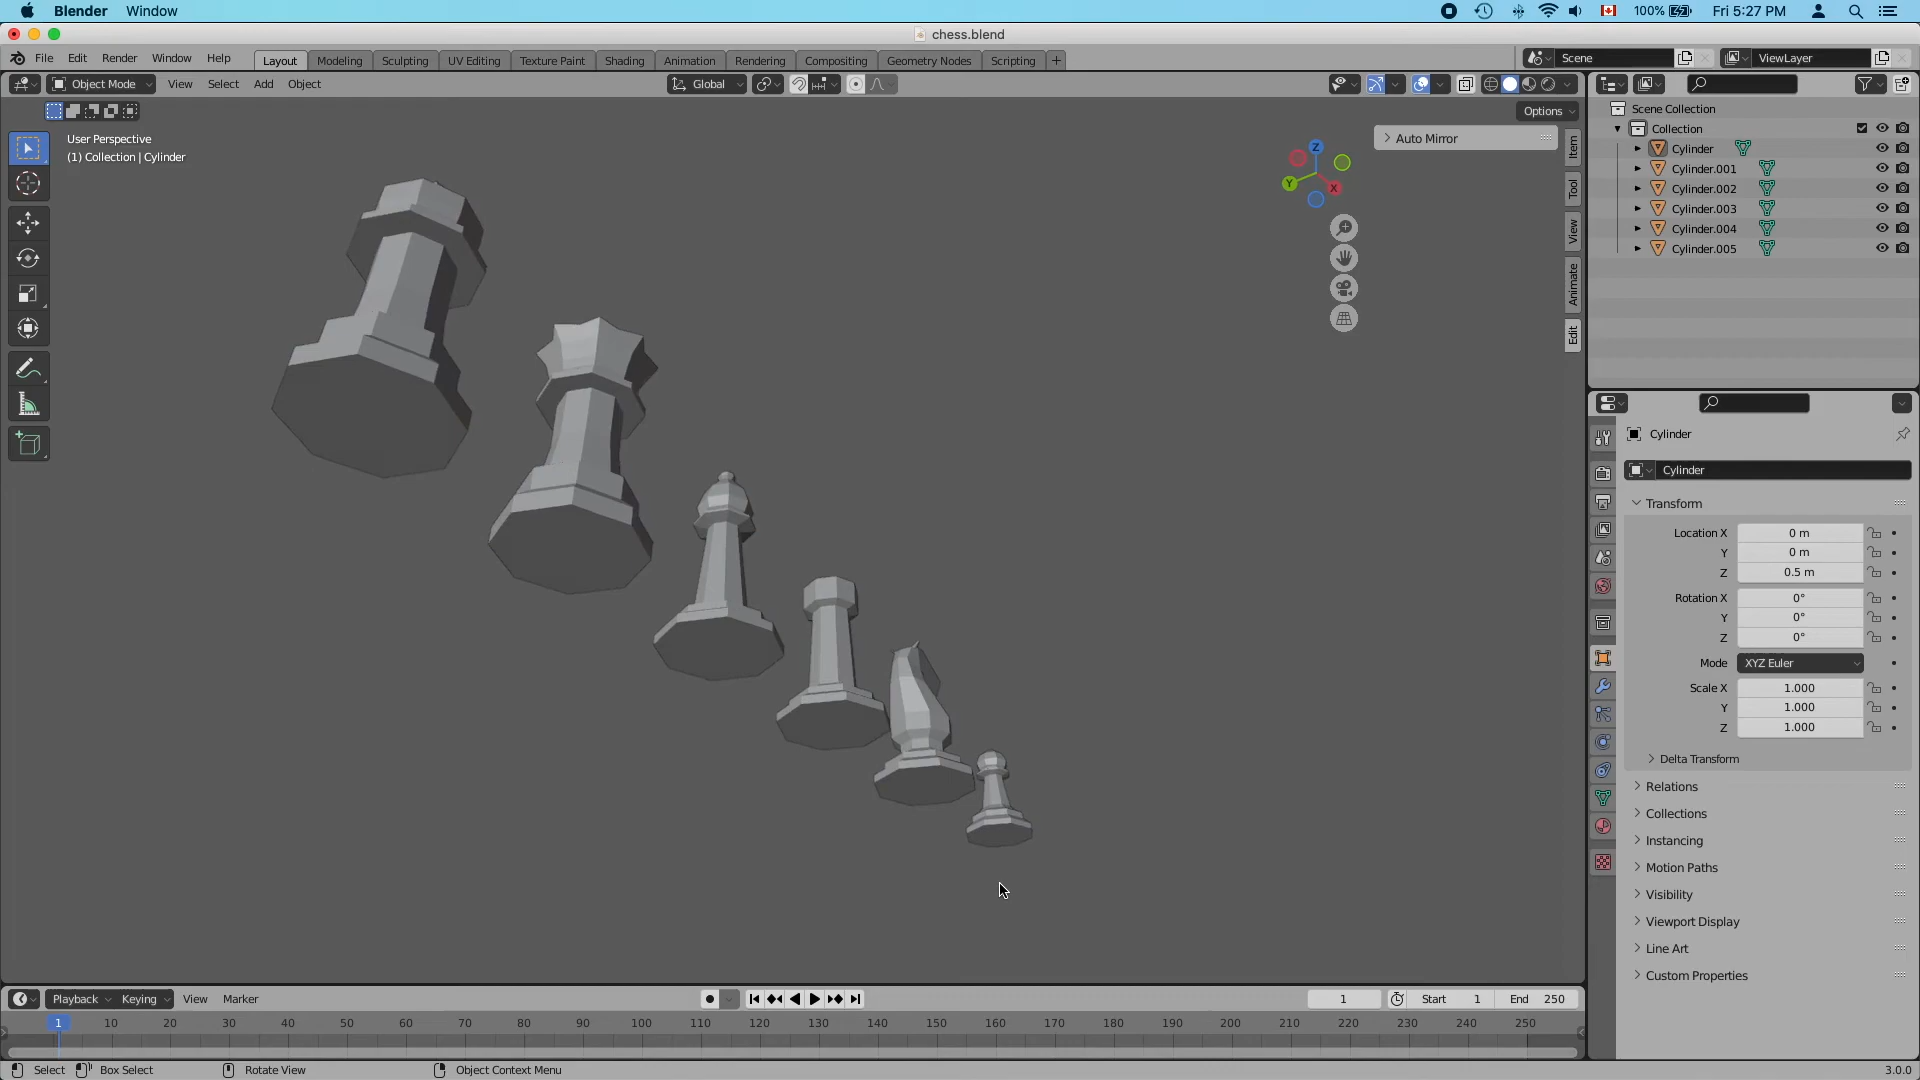 Blender Window 100% Fri 5:27 PM
chess.blend
File Edit Render Window Help Layout Modeling Sculpting UV Editing Texture Paint Shading Animation Rendering Compositing Geometry Nodes Scripting + Scene ViewLayer
Object Mode View Select Add Object Global
Options
User Perspective
(1) Collection | Cylinder
Auto Mirror
Z
Y
X
Item
Tool
View
Animate
Edit
Scene Collection
Collection
Cylinder
Cylinder.001
Cylinder.002
Cylinder.003
Cylinder.004
Cylinder.005
Cylinder
Cylinder
Transform
Location X 0 m
Y 0 m
Z 0.5 m
Rotation X 0°
Y 0°
Z 0°
Mode XYZ Euler
Scale X 1.000
Y 1.000
Z 1.000
Delta Transform
Relations
Collections
Instancing
Motion Paths
Visibility
Viewport Display
Line Art
Custom Properties
Playback Keying View Marker 1 Start 1 End 250
1 10 20 30 40 50 60 70 80 90 100 110 120 130 140 150 160 170 180 190 200 210 220 230 240 250
Select Box Select Rotate View Object Context Menu 3.0.0